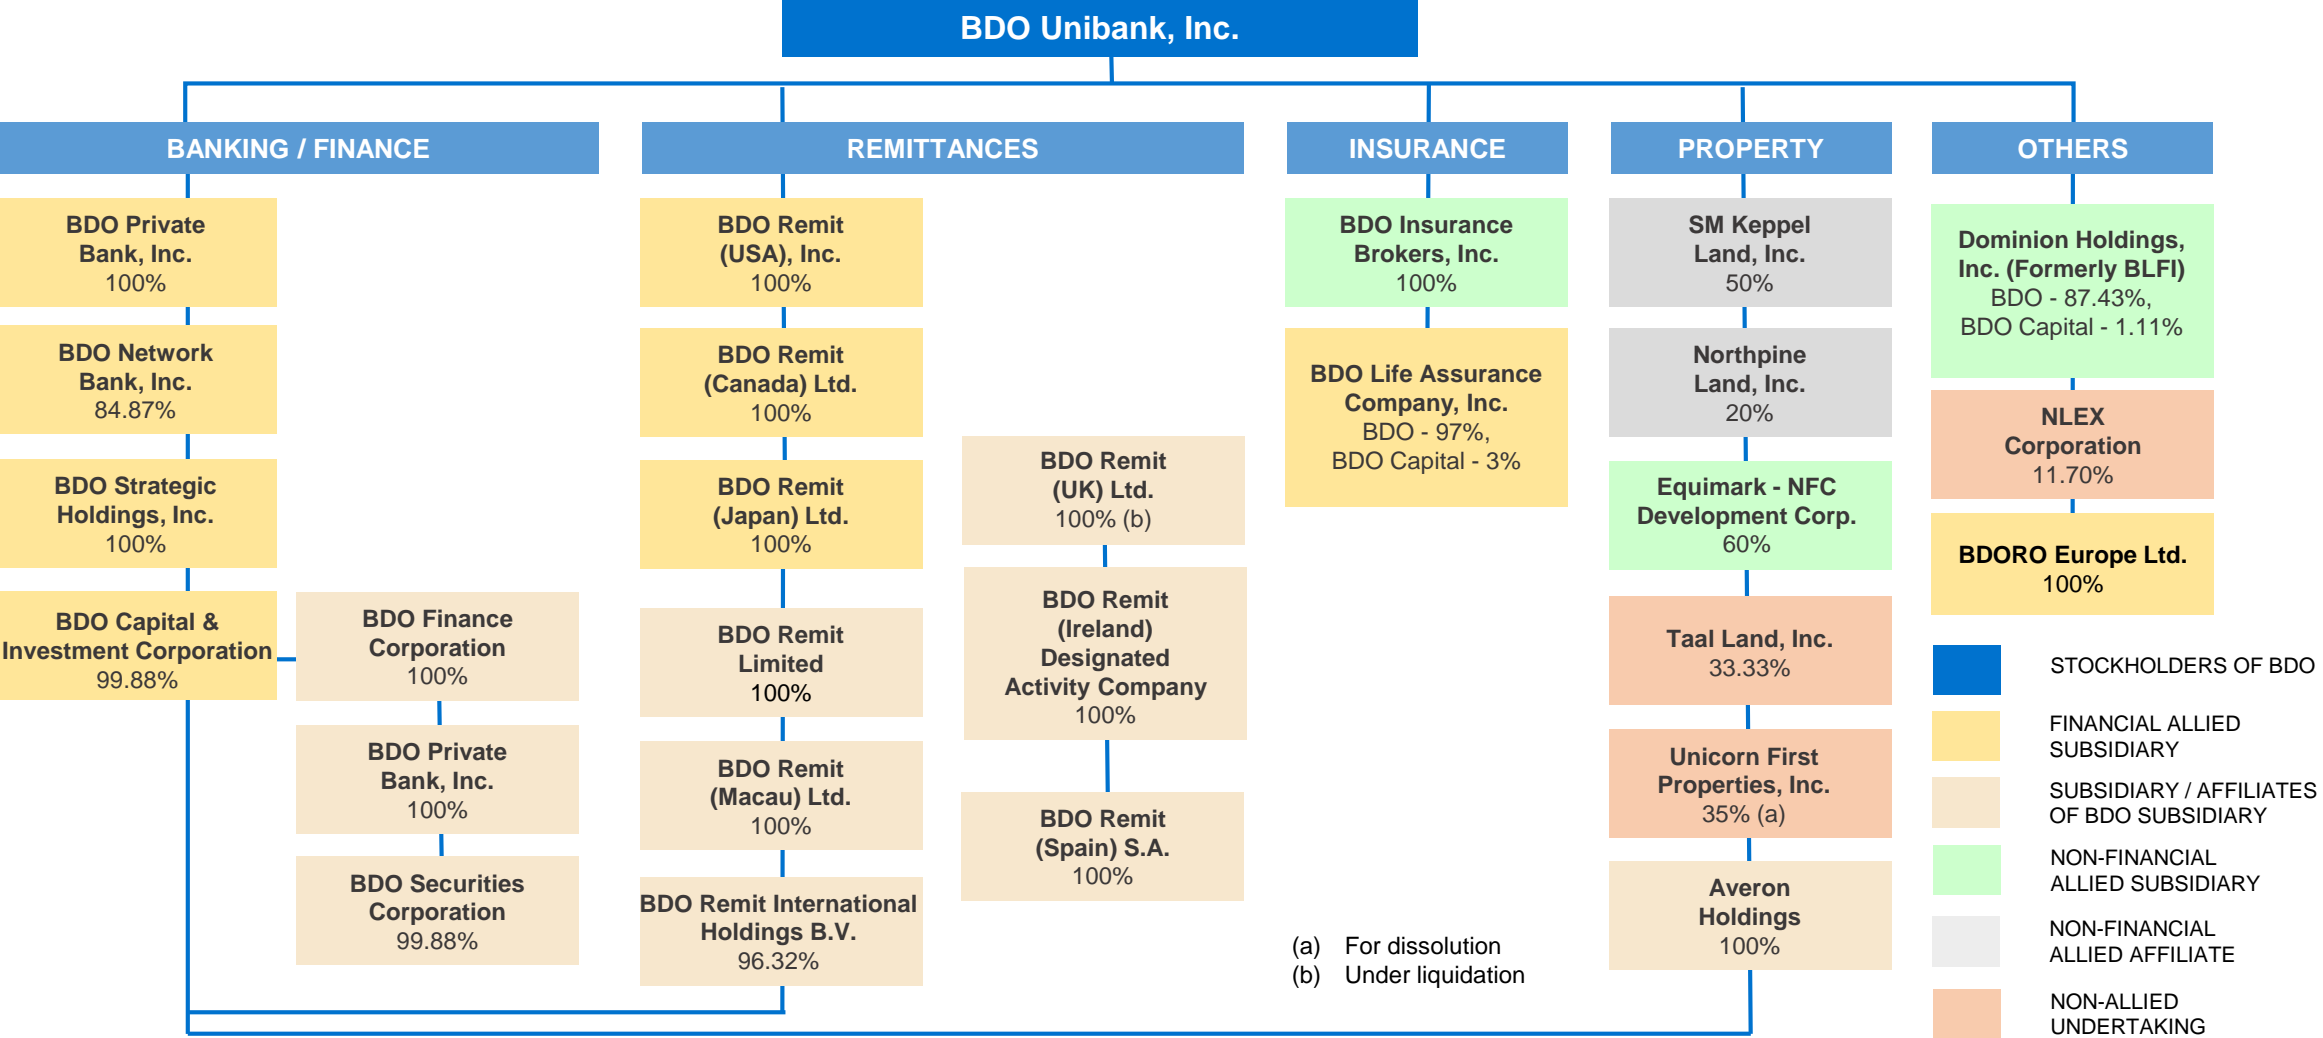 BDO Unibank, Inc.
BANKING / FINANCE
BDO Private
Bank, Inc.
100%
BDO Network
Bank, Inc.
84.87%
BDO Strategic
Holdings, Inc.
100%
BDO Capital &
Investment Corporation
99.88%
BDO Finance
Corporation
100%
BDO Private
Bank, Inc.
100%
BDO Securities
Corporation
99.88%
REMITTANCES
BDO Remit
(USA), Inc.
100%
BDO Remit
(Canada) Ltd.
100%
BDO Remit
(Japan) Ltd.
100%
BDO Remit
Limited
100%
BDO Remit
(Macau) Ltd.
100%
BDO Remit International
Holdings B.V.
96.32%
BDO Remit
(UK) Ltd.
100% (b)
BDO Remit
(Ireland)
Designated
Activity Company
100%
BDO Remit
(Spain) S.A.
100%
INSURANCE
BDO Insurance
Brokers, Inc.
100%
BDO Life Assurance
Company, Inc.
BDO - 97%,
BDO Capital - 3%
(a) For dissolution
(b) Under liquidation
PROPERTY
SM Keppel
Land, Inc.
50%
Northpine
Land, Inc.
20%
Equimark - NFC
Development Corp.
60%
Taal Land, Inc.
33.33%
Unicorn First
Properties, Inc.
35% (a)
Averon
Holdings
100%
OTHERS
Dominion Holdings,
Inc. (Formerly BLFI)
BDO - 87.43%,
BDO Capital - 1.11%
NLEX
Corporation
11.70%
BDORO Europe Ltd.
100%
STOCKHOLDERS OF BDO
FINANCIAL ALLIED
SUBSIDIARY
SUBSIDIARY / AFFILIATES
OF BDO SUBSIDIARY
NON-FINANCIAL
ALLIED SUBSIDIARY
NON-FINANCIAL
ALLIED AFFILIATE
NON-ALLIED
UNDERTAKING